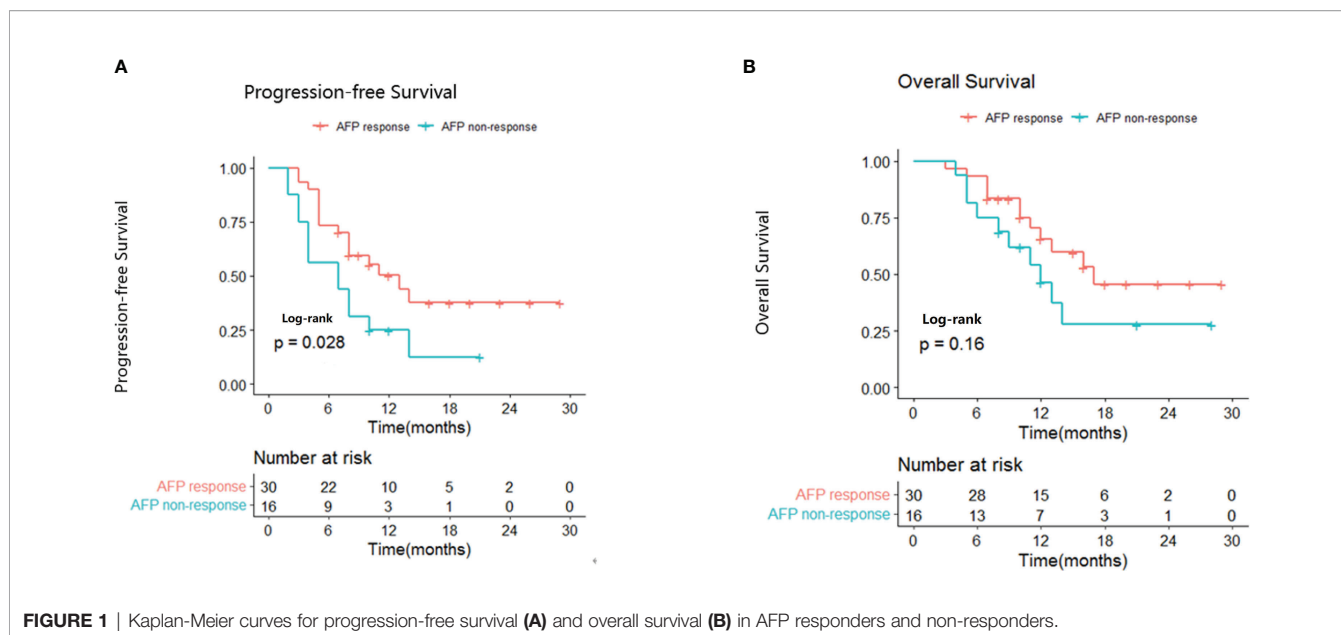 A
Progression-free Survival
AFP response AFP non-response
Progression-free Survival
1.00
0.75
0.50
0.25
0.00
Log-rank
p = 0.028
0 6 12 18 24 30
Time(months)
Number at risk
AFP response 30 22 10 5 2 0
AFP non-response 16 9 3 1 0 0
0 6 12 18 24 30
Time(months)
B
Overall Survival
AFP response AFP non-response
Overall Survival
1.00
0.75
0.50
0.25
0.00
Log-rank
p = 0.16
0 6 12 18 24 30
Time(months)
Number at risk
AFP response 30 28 15 6 2 0
AFP non-response 16 13 7 3 1 0
0 6 12 18 24 30
Time(months)
FIGURE 1 | Kaplan-Meier curves for progression-free survival (A) and overall survival (B) in AFP responders and non-responders.